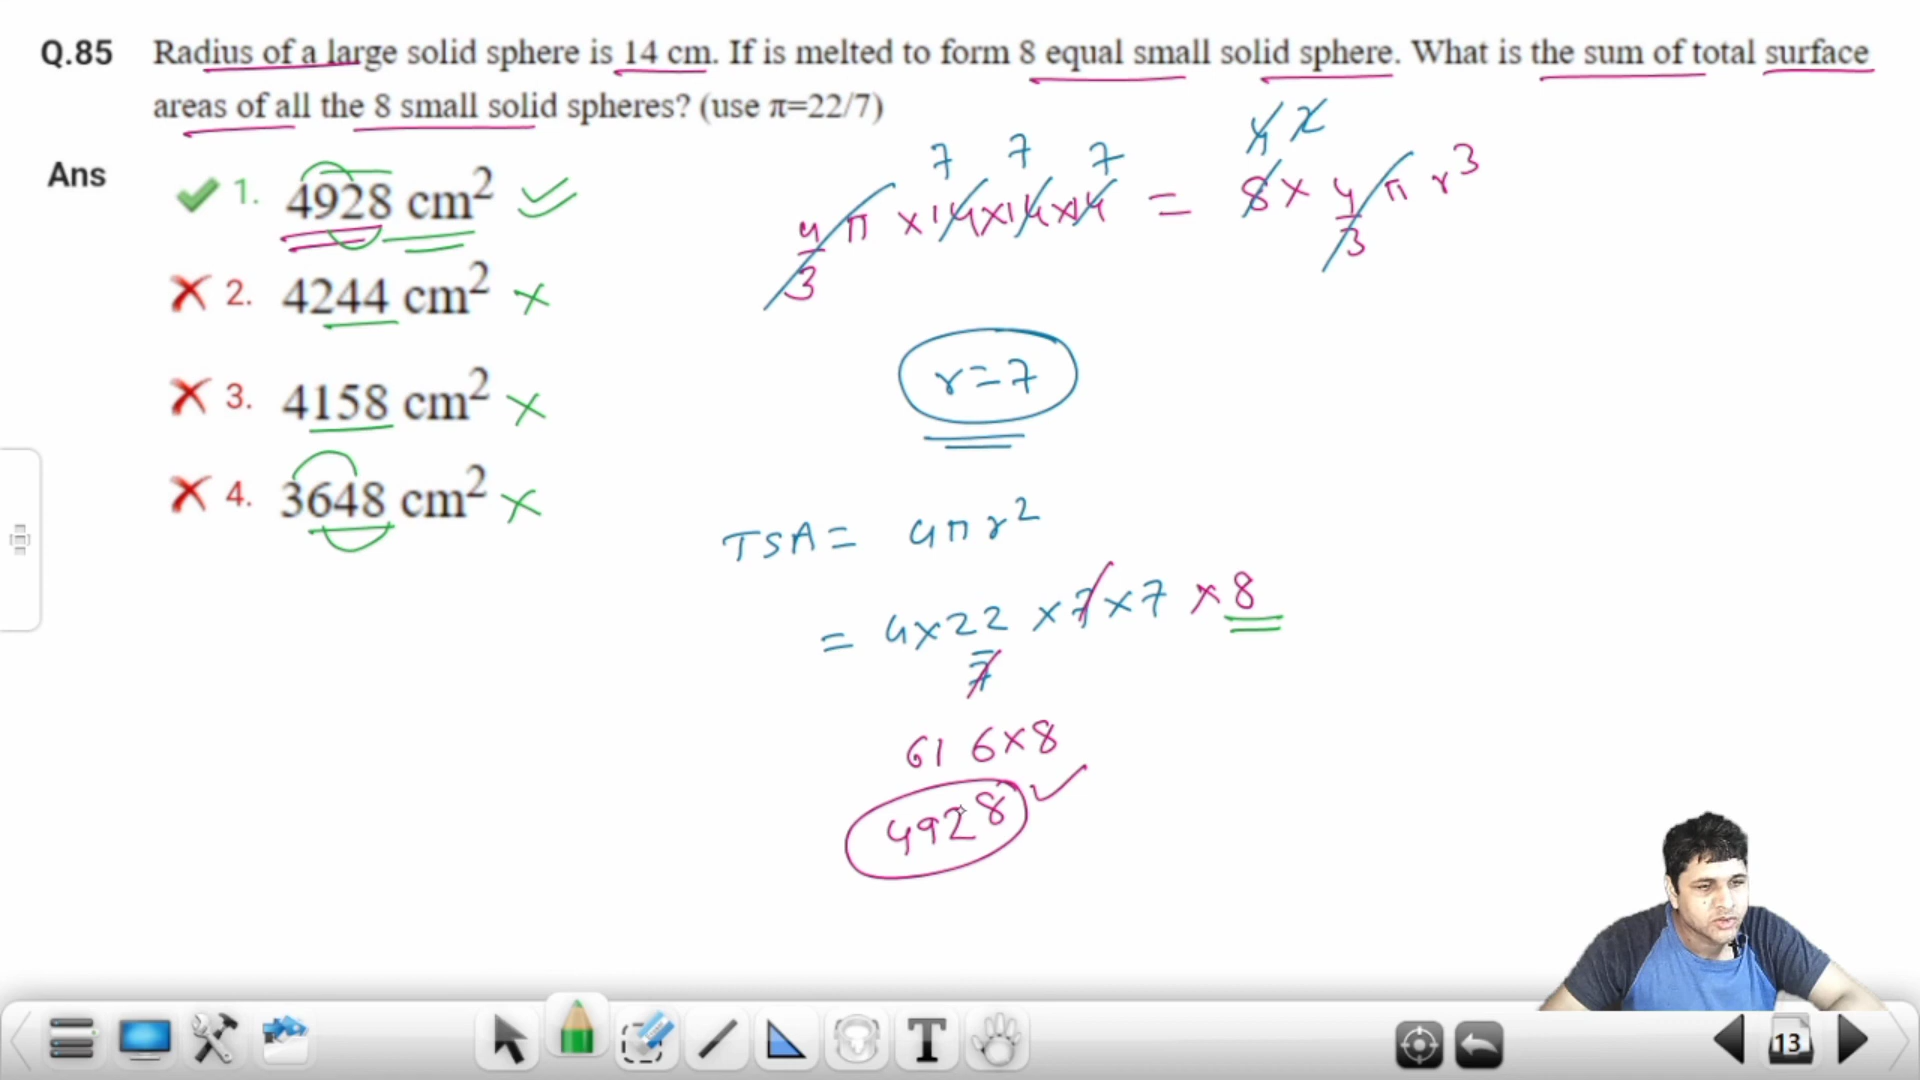 Q.85 Radius of a large solid sphere is 14 cm. If is melted to form 8 equal small solid sphere. What is the sum of total surface
areas of all the 8 small solid spheres? (use π=22/7)
Ans
1. 4928 cm²
2. 4244 cm²
3. 4158 cm²
4. 3648 cm²
7 7 7 4 2
4/3 π ×14×14×14 = 8× 4/3 π r³
r=7
TSA= 4πr²
= 4×22/7 ×7×7 ×8
616×8
4928
T
13